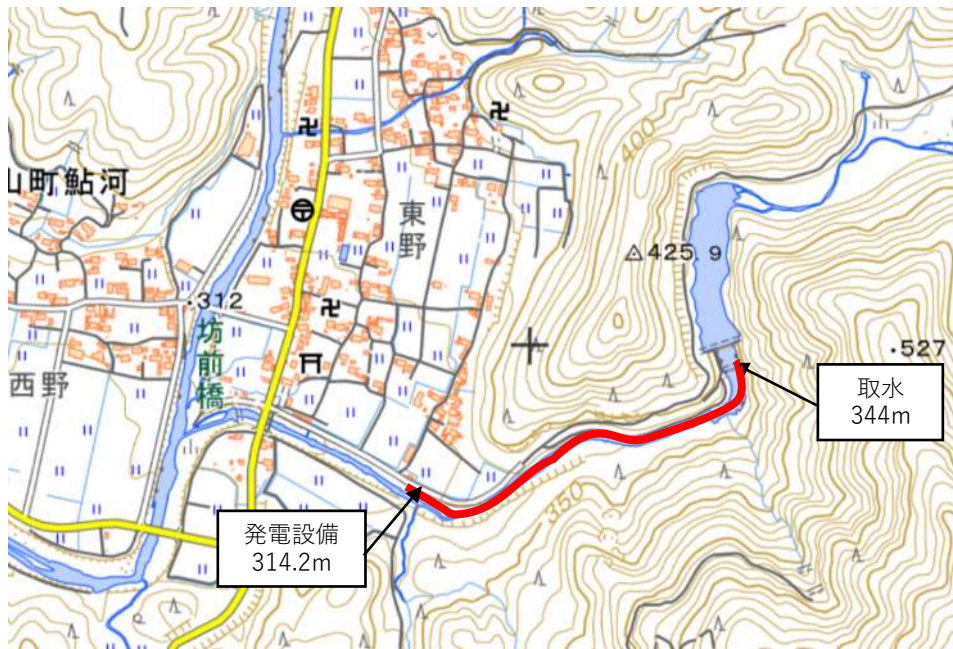 山町鮎河
400
東野
425.9
・312
坊前橋
西野
・527
取水
344m
350
発電設備
314.2m